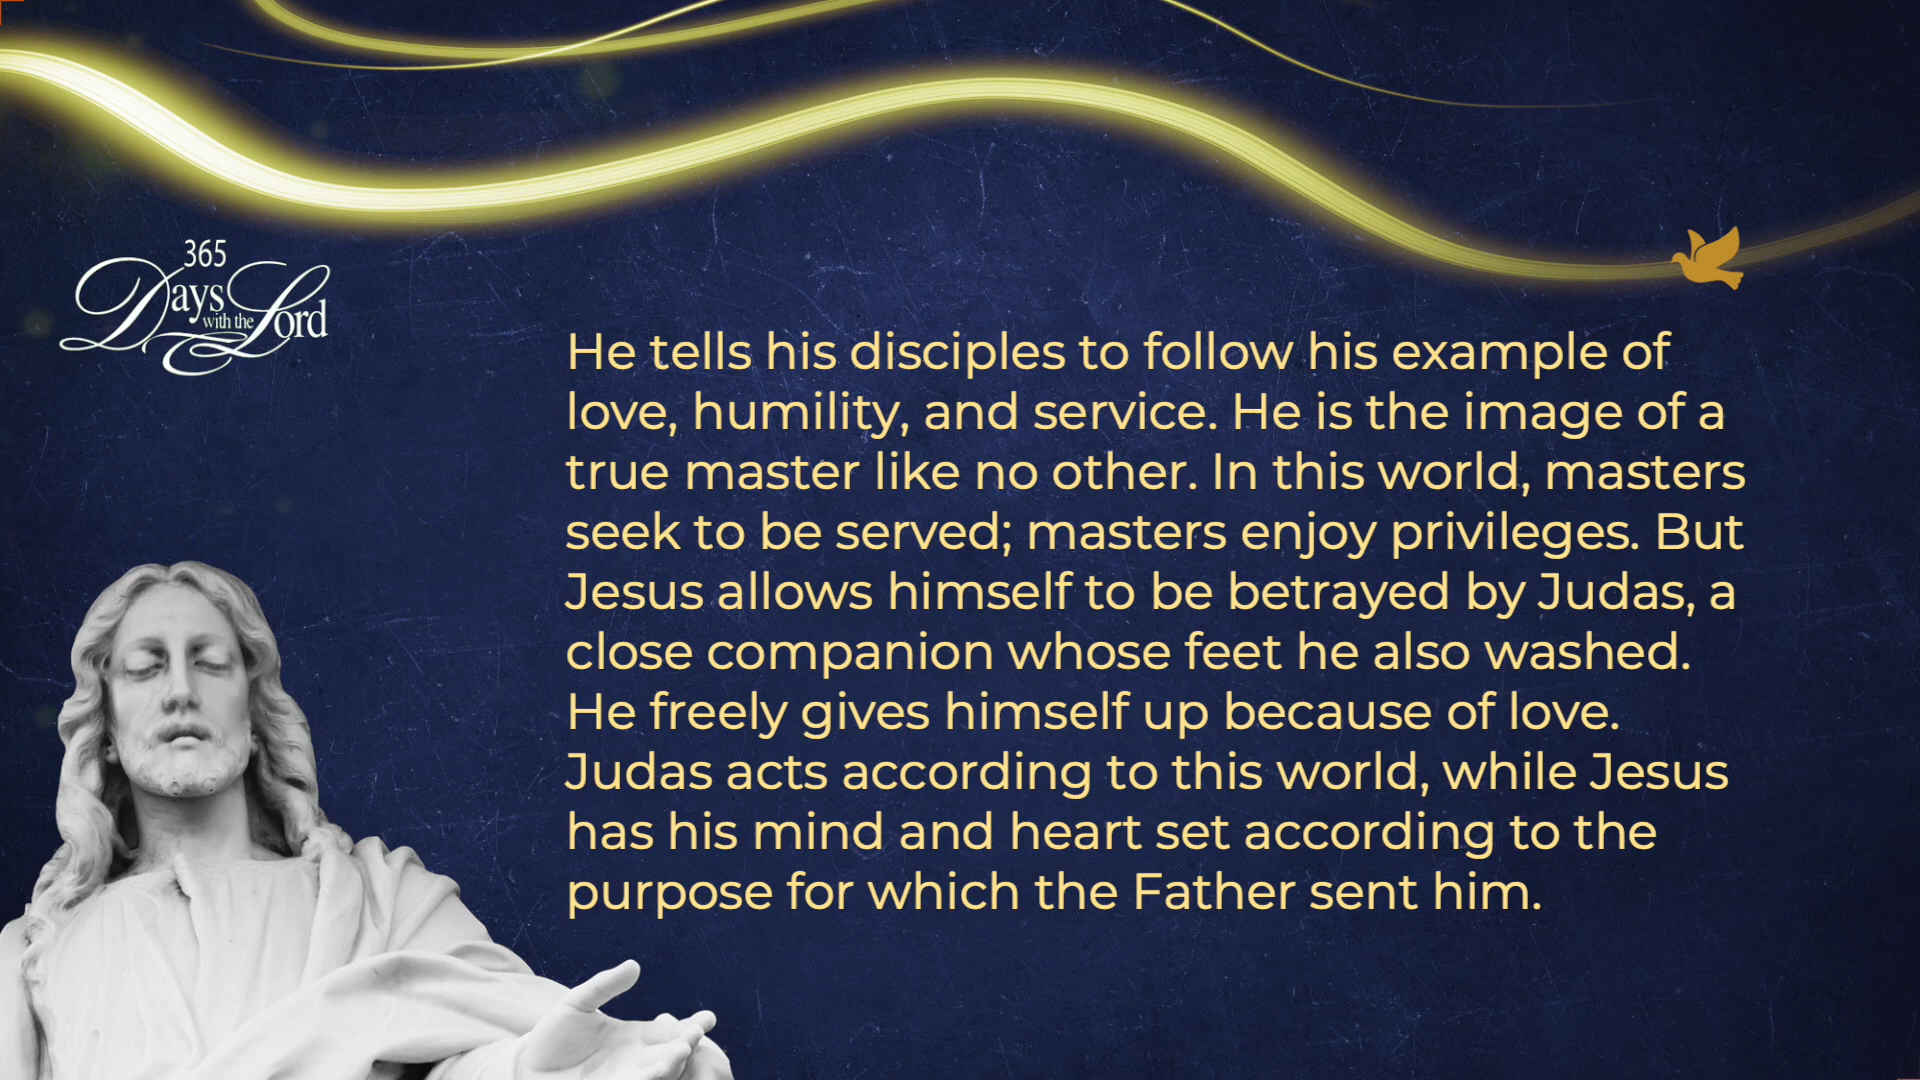 365
Days
with the Lord
He tells his disciples to follow his example of
love, humility, and service. He is the image of a
true master like no other. In this world, masters
seek to be served; masters enjoy privileges. But
Jesus allows himself to be betrayed by Judas, a
close companion whose feet he also washed.
He freely gives himself up because of love.
Judas acts according to this world, while Jesus
has his mind and heart set according to the
purpose for which the Father sent him.